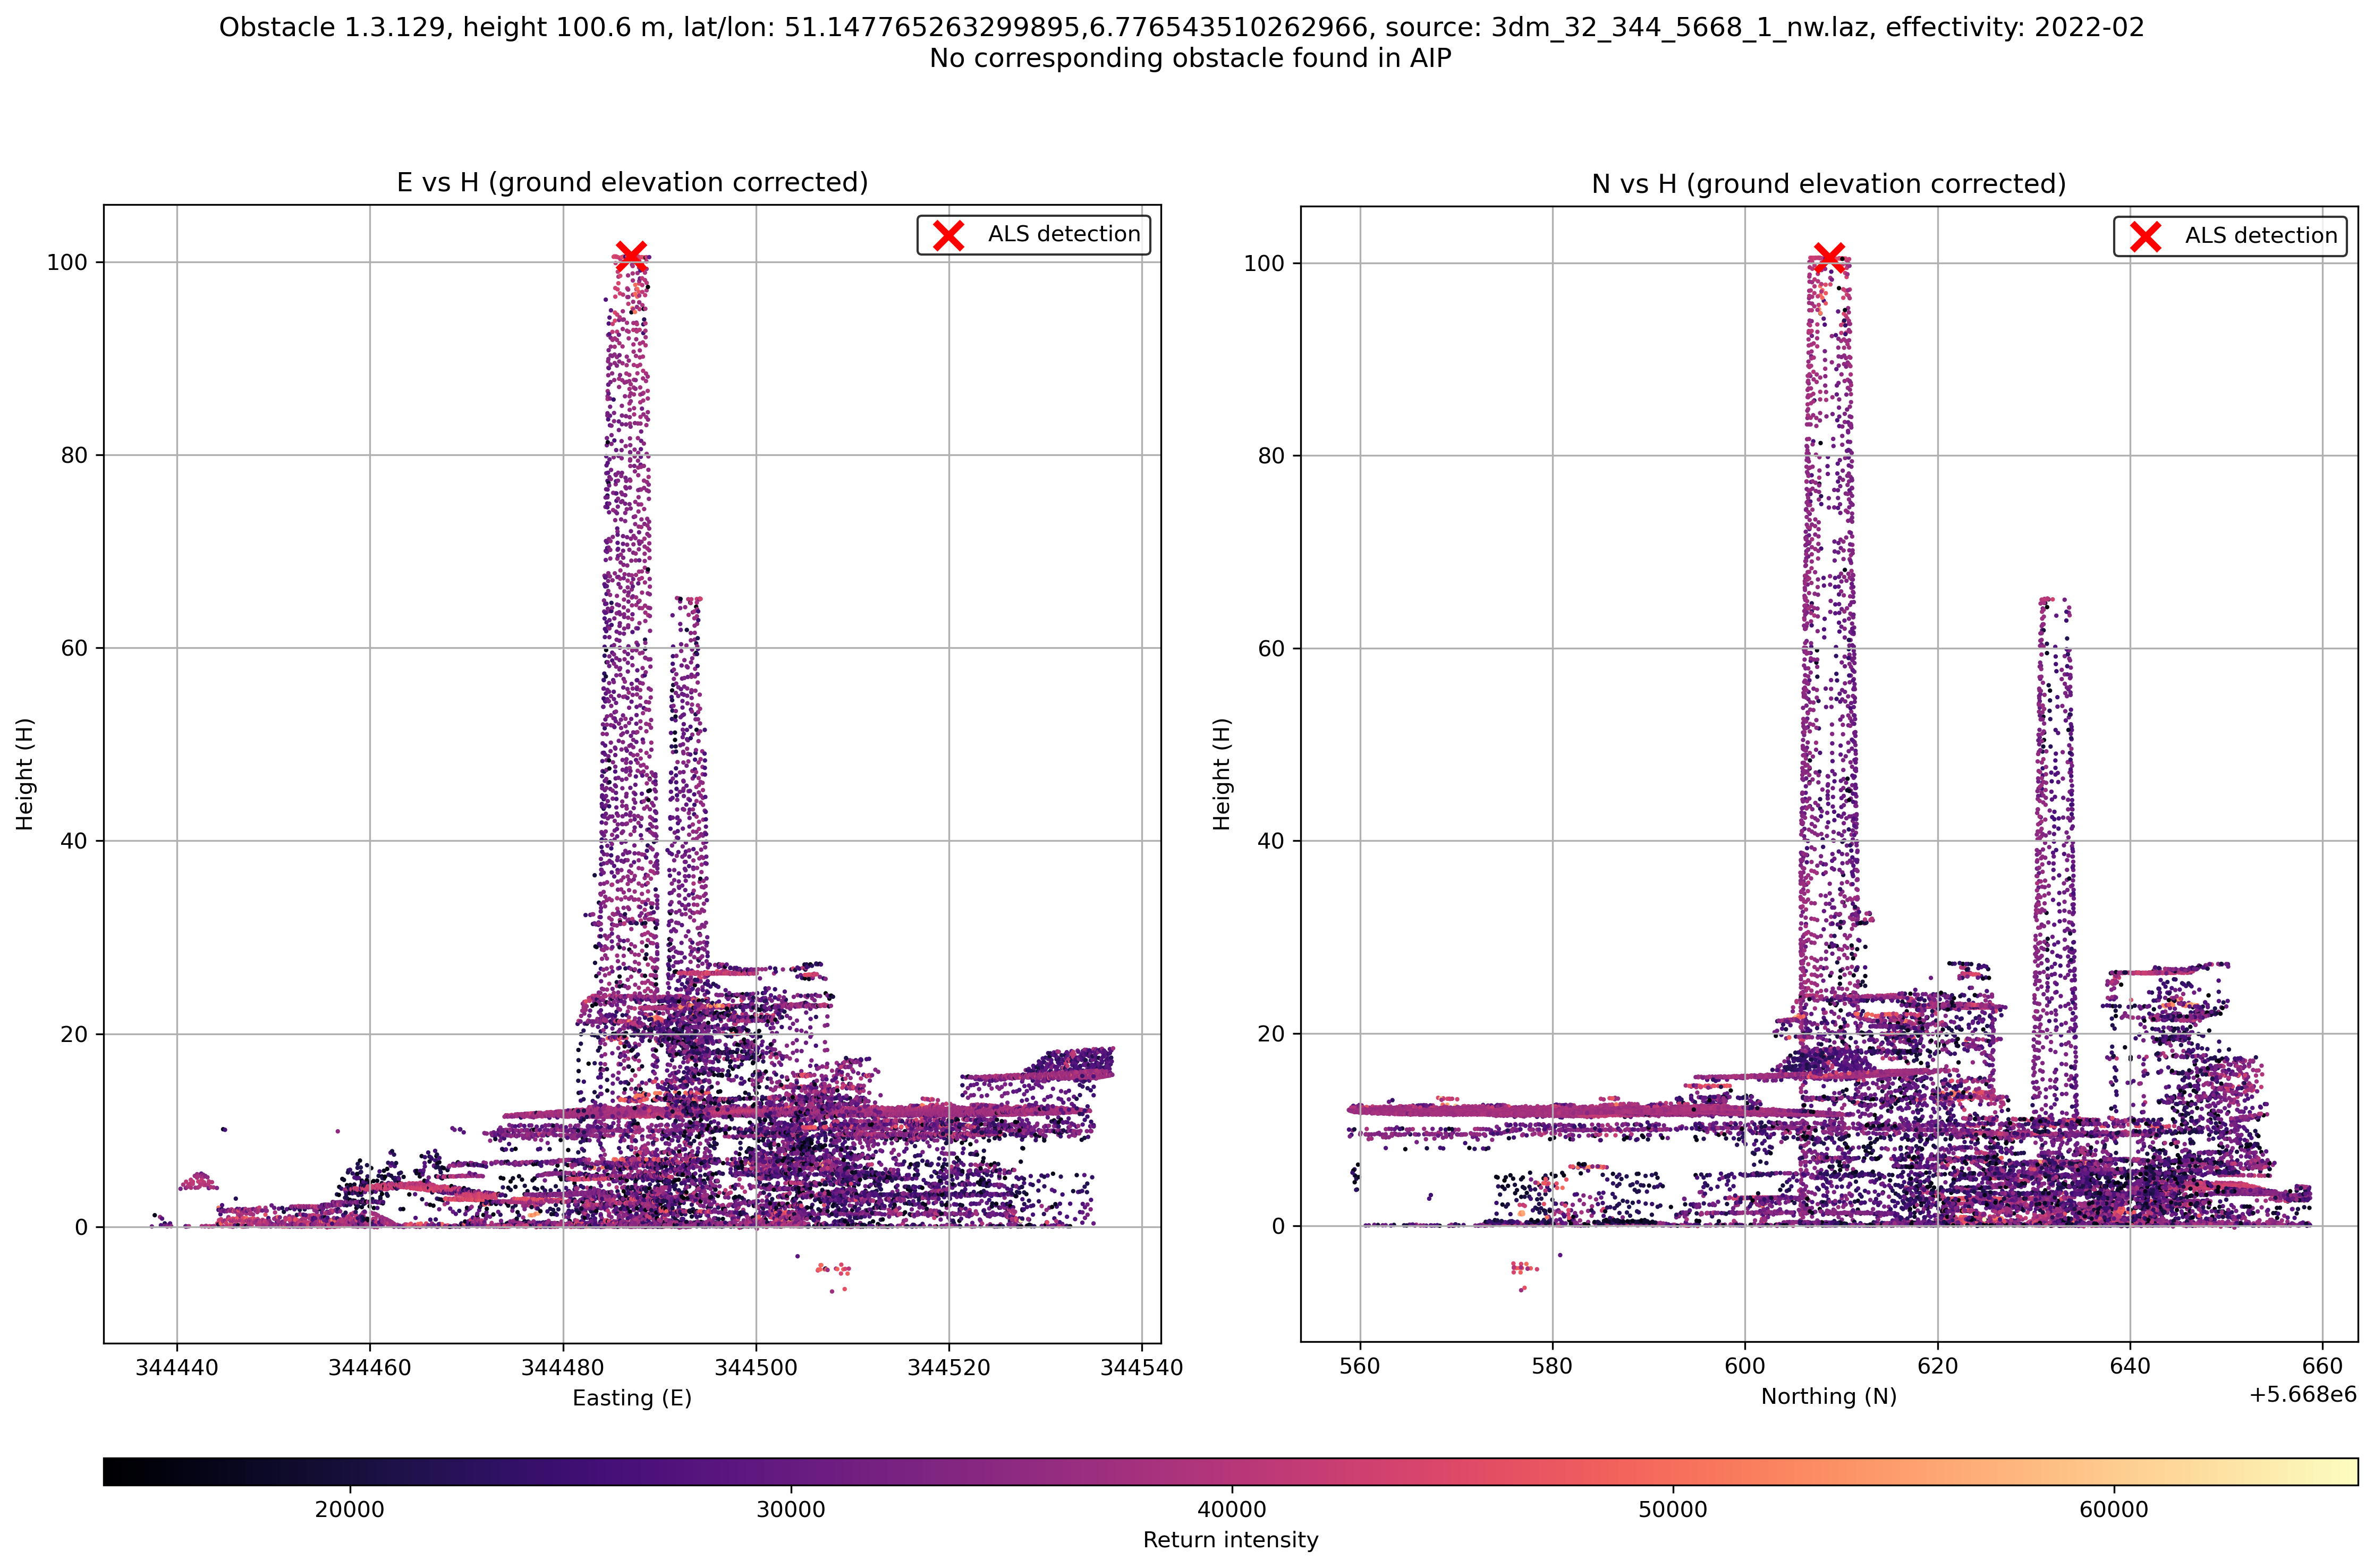 Obstacle 1.3.129, height 100.6 m, lat/lon: 51.147765263299895,6.776543510262966, source: 3dm_32_344_5668_1_nw.laz, effectivity: 2022-02
No corresponding obstacle found in AIP
E vs H (ground elevation corrected)
ALS detection
100
80
60
40
20
0
Height (H)
344440 344460 344480 344500 344520 344540
Easting (E)
N vs H (ground elevation corrected)
ALS detection
100
80
60
40
20
0
Height (H)
560 580 600 620 640 660
+5.668e6
Northing (N)
20000 30000 40000 50000 60000
Return intensity